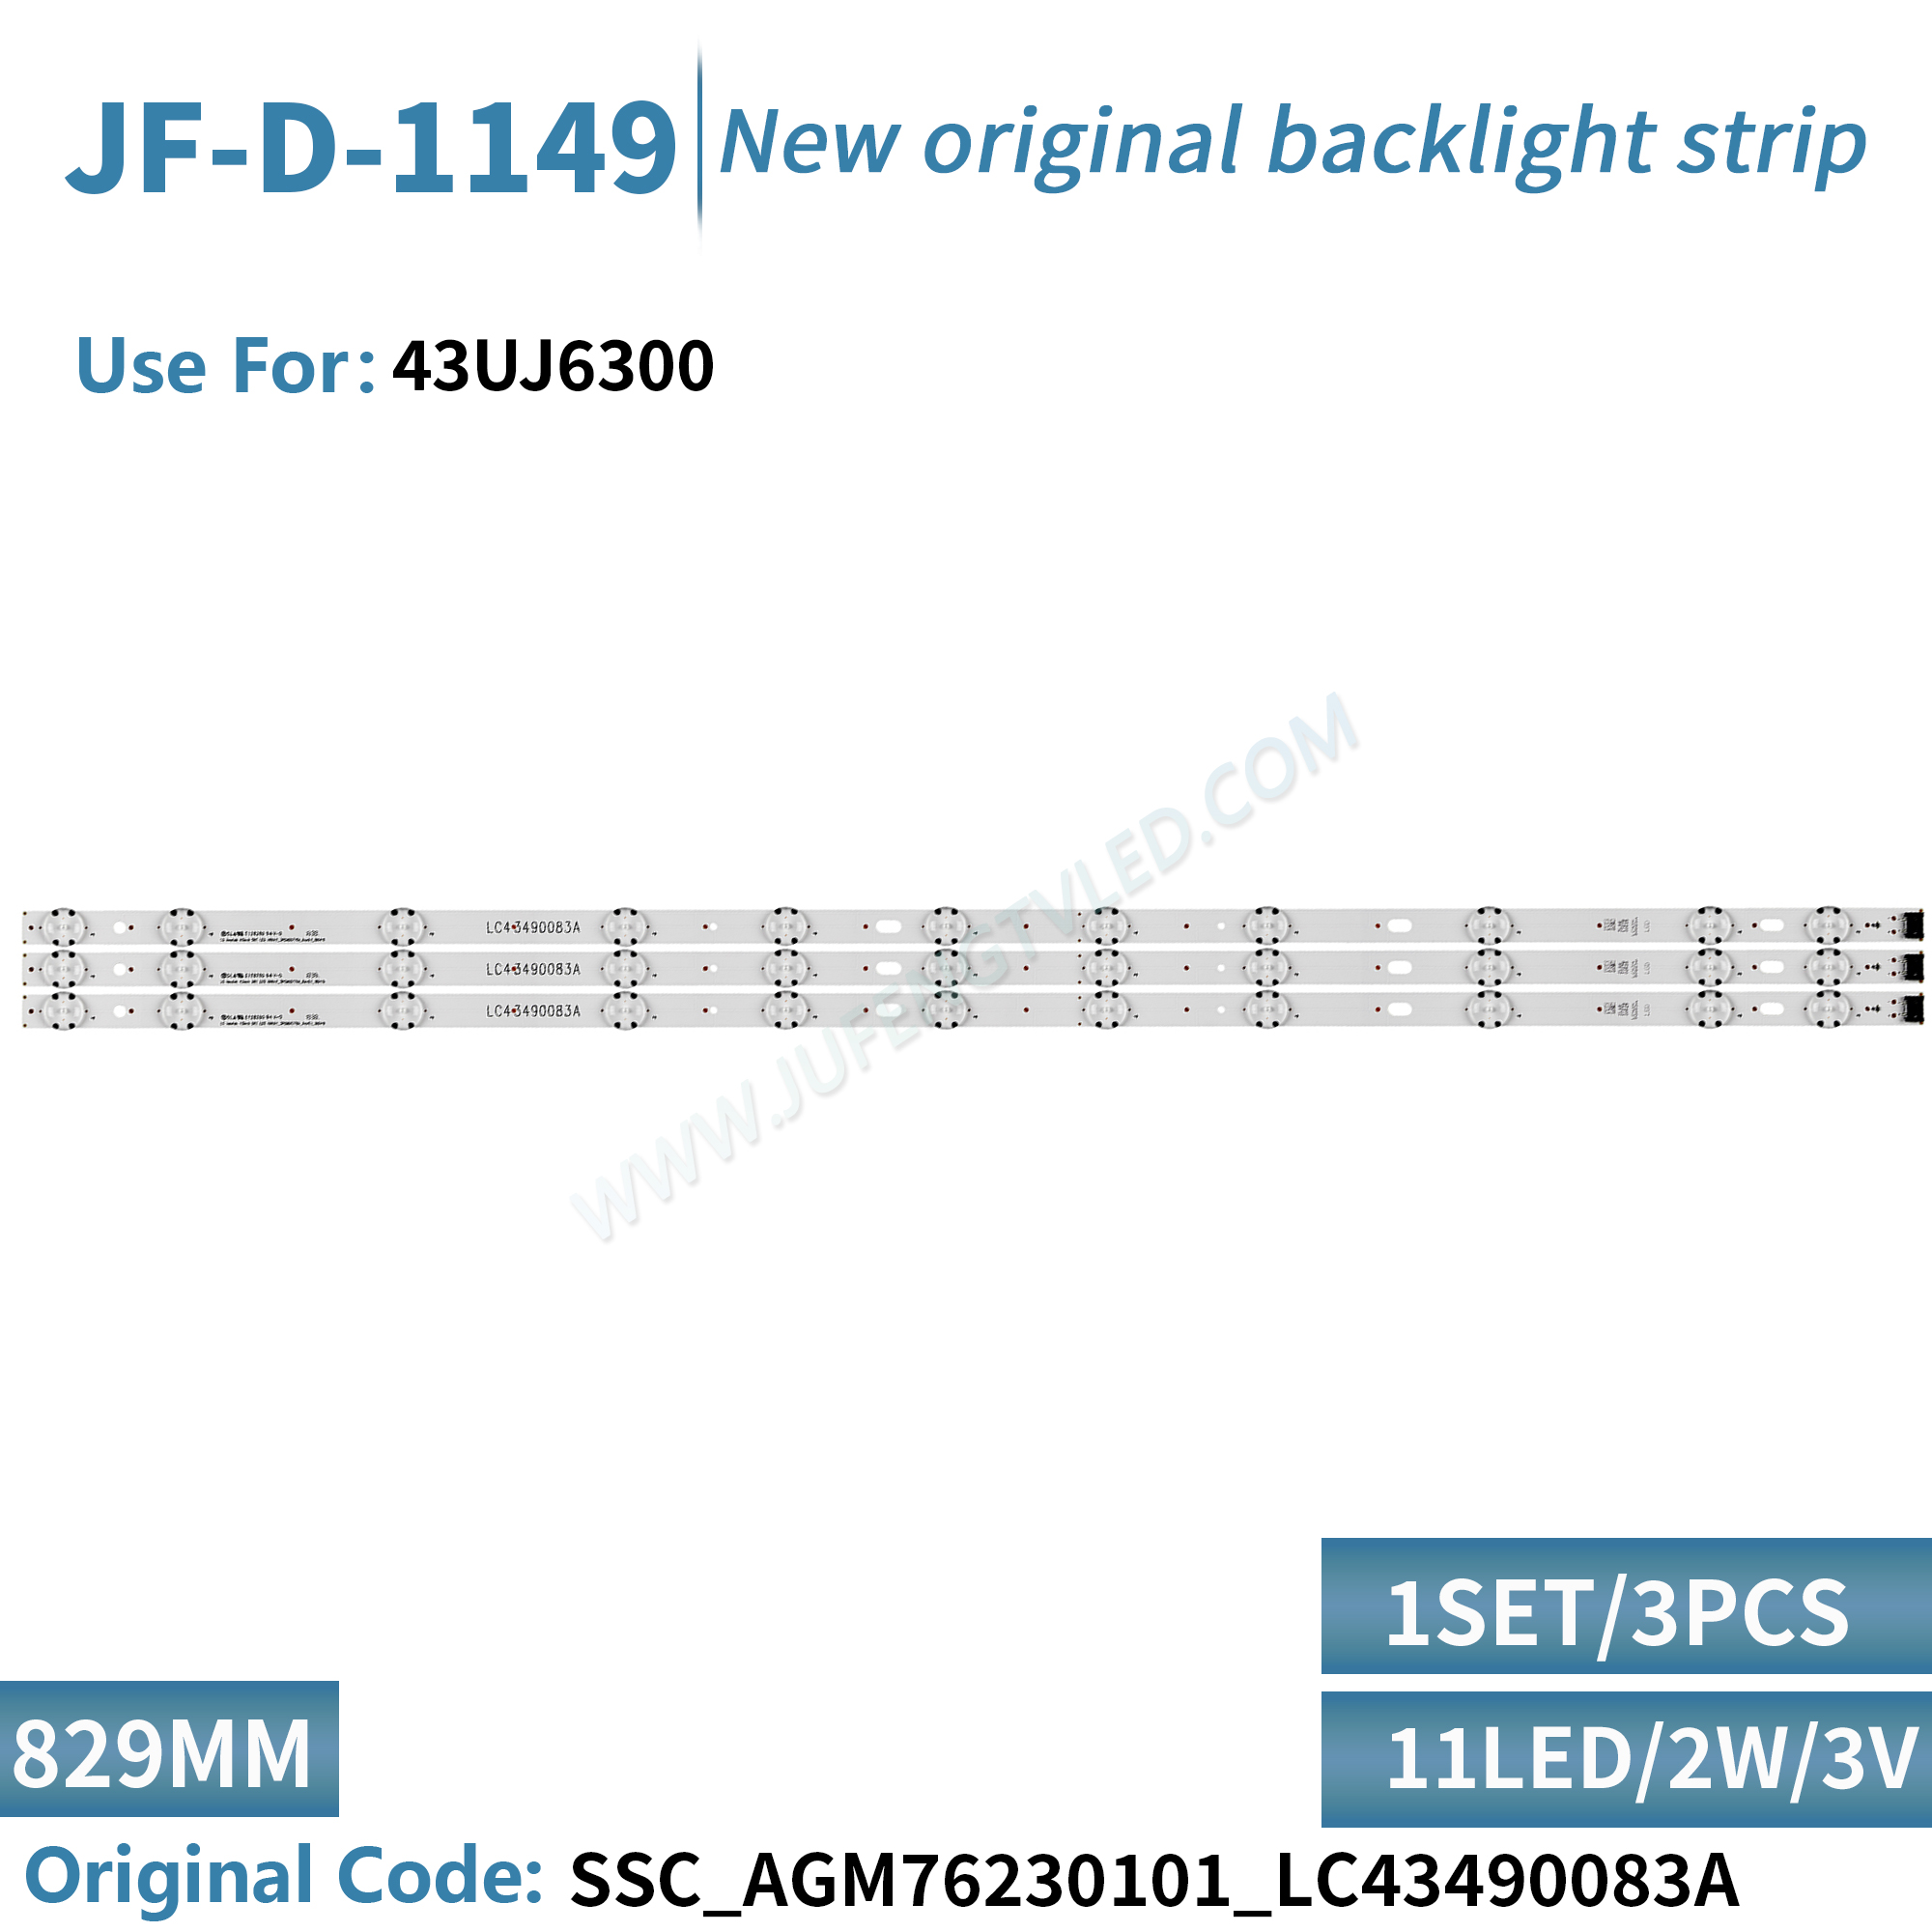 JF-D-1149
New original backlight strip
Use For: 43UJ6300
LC43490083A
LC43490083A
LC43490083A
WWW.JUFENGTVLED.COM
1SET/3PCS
829MM
11LED/2W/3V
Original Code: SSC_AGM76230101_LC43490083A